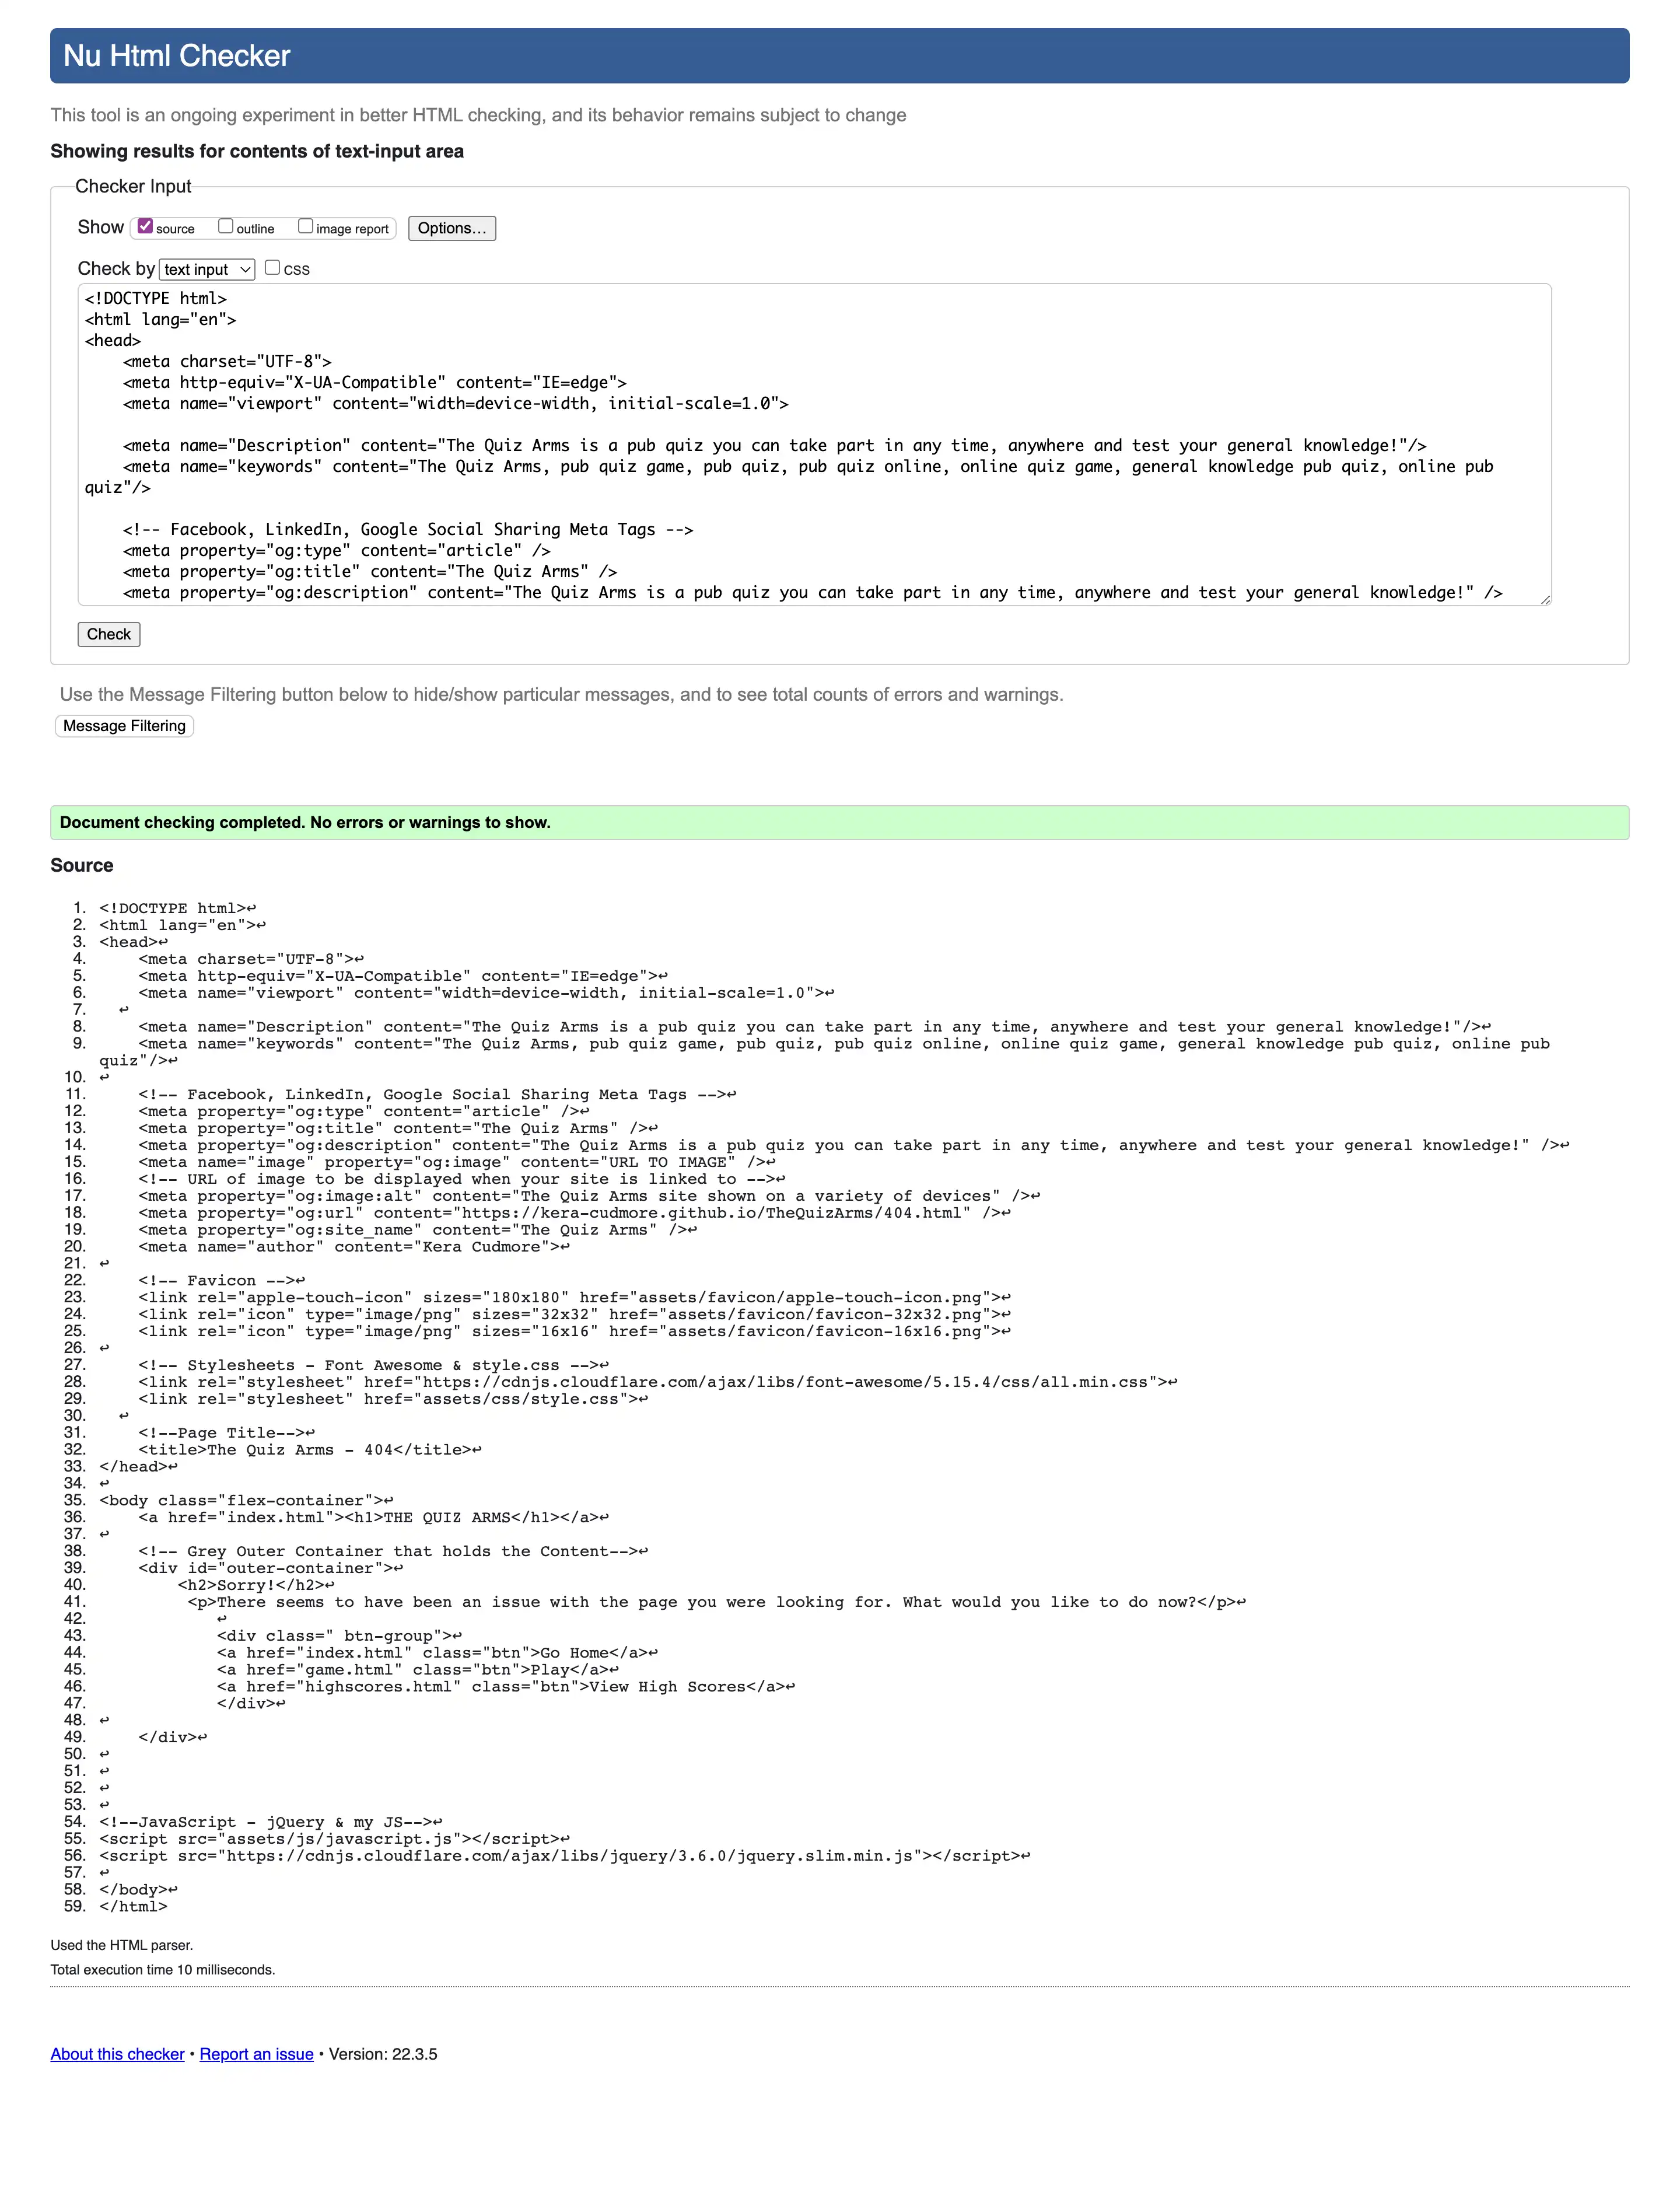 Nu Html Checker
This tool is an ongoing experiment in better HTML checking, and its behavior remains subject to change
Showing results for contents of text-input area
Checker Input
Show source outline image report Options...
Check by text input CSS
<!DOCTYPE html>
<html lang="en">
<head>
    <meta charset="UTF-8">
    <meta http-equiv="X-UA-Compatible" content="IE=edge">
    <meta name="viewport" content="width=device-width, initial-scale=1.0">
    <meta name="Description" content="The Quiz Arms is a pub quiz you can take part in any time, anywhere and test your general knowledge!"/>
    <meta name="keywords" content="The Quiz Arms, pub quiz game, pub quiz, pub quiz online, online quiz game, general knowledge pub quiz, online pub
quiz"/>
    <!-- Facebook, LinkedIn, Google Social Sharing Meta Tags -->
    <meta property="og:type" content="article" />
    <meta property="og:title" content="The Quiz Arms" />
    <meta property="og:description" content="The Quiz Arms is a pub quiz you can take part in any time, anywhere and test your general knowledge!" />
Check
Use the Message Filtering button below to hide/show particular messages, and to see total counts of errors and warnings.
Message Filtering
Document checking completed. No errors or warnings to show.
Source
1. <!DOCTYPE html>↩
2. <html lang="en">↩
3. <head>↩
4.     <meta charset="UTF-8">↩
5.     <meta http-equiv="X-UA-Compatible" content="IE=edge">↩
6.     <meta name="viewport" content="width=device-width, initial-scale=1.0">↩
7.   ↩
8.     <meta name="Description" content="The Quiz Arms is a pub quiz you can take part in any time, anywhere and test your general knowledge!"/>↩
9.     <meta name="keywords" content="The Quiz Arms, pub quiz game, pub quiz, pub quiz online, online quiz game, general knowledge pub quiz, online pub
quiz"/>↩
10. ↩
11.     <!-- Facebook, LinkedIn, Google Social Sharing Meta Tags -->↩
12.     <meta property="og:type" content="article" />↩
13.     <meta property="og:title" content="The Quiz Arms" />↩
14.     <meta property="og:description" content="The Quiz Arms is a pub quiz you can take part in any time, anywhere and test your general knowledge!" />↩
15.     <meta name="image" property="og:image" content="URL TO IMAGE" />↩
16.     <!-- URL of image to be displayed when your site is linked to -->↩
17.     <meta property="og:image:alt" content="The Quiz Arms site shown on a variety of devices" />↩
18.     <meta property="og:url" content="https://kera-cudmore.github.io/TheQuizArms/404.html" />↩
19.     <meta property="og:site_name" content="The Quiz Arms" />↩
20.     <meta name="author" content="Kera Cudmore">↩
21. ↩
22.     <!-- Favicon -->↩
23.     <link rel="apple-touch-icon" sizes="180x180" href="assets/favicon/apple-touch-icon.png">↩
24.     <link rel="icon" type="image/png" sizes="32x32" href="assets/favicon/favicon-32x32.png">↩
25.     <link rel="icon" type="image/png" sizes="16x16" href="assets/favicon/favicon-16x16.png">↩
26. ↩
27.     <!-- Stylesheets - Font Awesome & style.css -->↩
28.     <link rel="stylesheet" href="https://cdnjs.cloudflare.com/ajax/libs/font-awesome/5.15.4/css/all.min.css">↩
29.     <link rel="stylesheet" href="assets/css/style.css">↩
30.   ↩
31.     <!--Page Title-->↩
32.     <title>The Quiz Arms - 404</title>↩
33. </head>↩
34. ↩
35. <body class="flex-container">↩
36.     <a href="index.html"><h1>THE QUIZ ARMS</h1></a>↩
37. ↩
38.     <!-- Grey Outer Container that holds the Content-->↩
39.     <div id="outer-container">↩
40.         <h2>Sorry!</h2>↩
41.          <p>There seems to have been an issue with the page you were looking for. What would you like to do now?</p>↩
42.             ↩
43.             <div class=" btn-group">↩
44.             <a href="index.html" class="btn">Go Home</a>↩
45.             <a href="game.html" class="btn">Play</a>↩
46.             <a href="highscores.html" class="btn">View High Scores</a>↩
47.             </div>↩
48. ↩
49.     </div>↩
50. ↩
51. ↩
52. ↩
53. ↩
54. <!--JavaScript - jQuery & my JS-->↩
55. <script src="assets/js/javascript.js"></script>↩
56. <script src="https://cdnjs.cloudflare.com/ajax/libs/jquery/3.6.0/jquery.slim.min.js"></script>↩
57. ↩
58. </body>↩
59. </html>
Used the HTML parser.
Total execution time 10 milliseconds.
About this checker • Report an issue • Version: 22.3.5